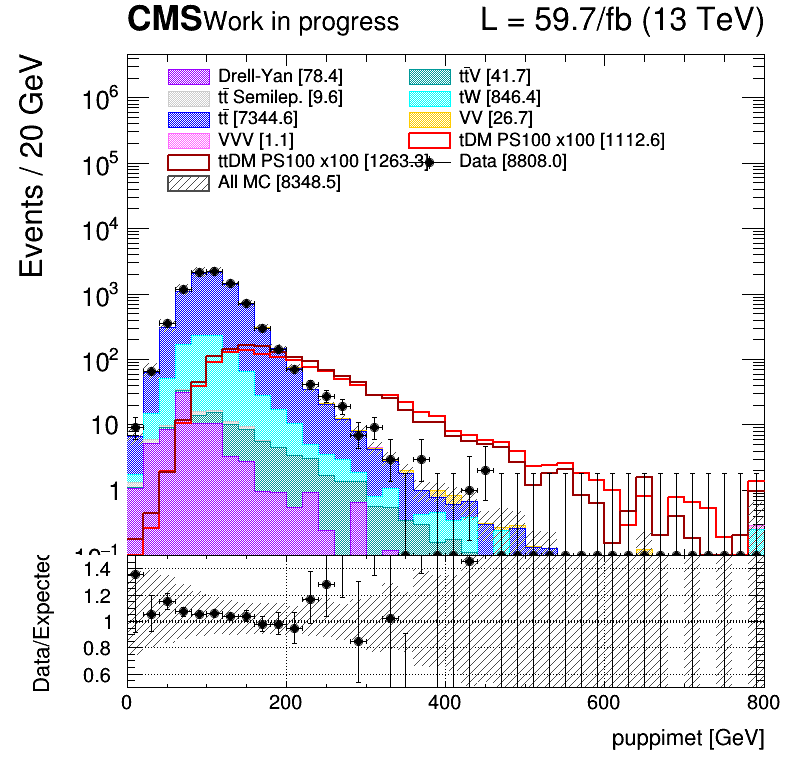 CMS Work in progress L = 59.7/fb (13 TeV)
Events / 20 GeV
Drell-Yan [78.4] tt̄V [41.7]
tt̄ Semilep. [9.6] tW [846.4]
tt̄ [7344.6] VV [26.7]
VVV [1.1] tDM PS100 x100 [1112.6]
ttDM PS100 x100 [1263.3] Data [8808.0]
All MC [8348.5]
10⁶
10⁵
10⁴
10³
10²
10
1
10⁻¹
Data/Expected
1.4
1.2
1
0.8
0.6
0 200 400 600 800
puppimet [GeV]